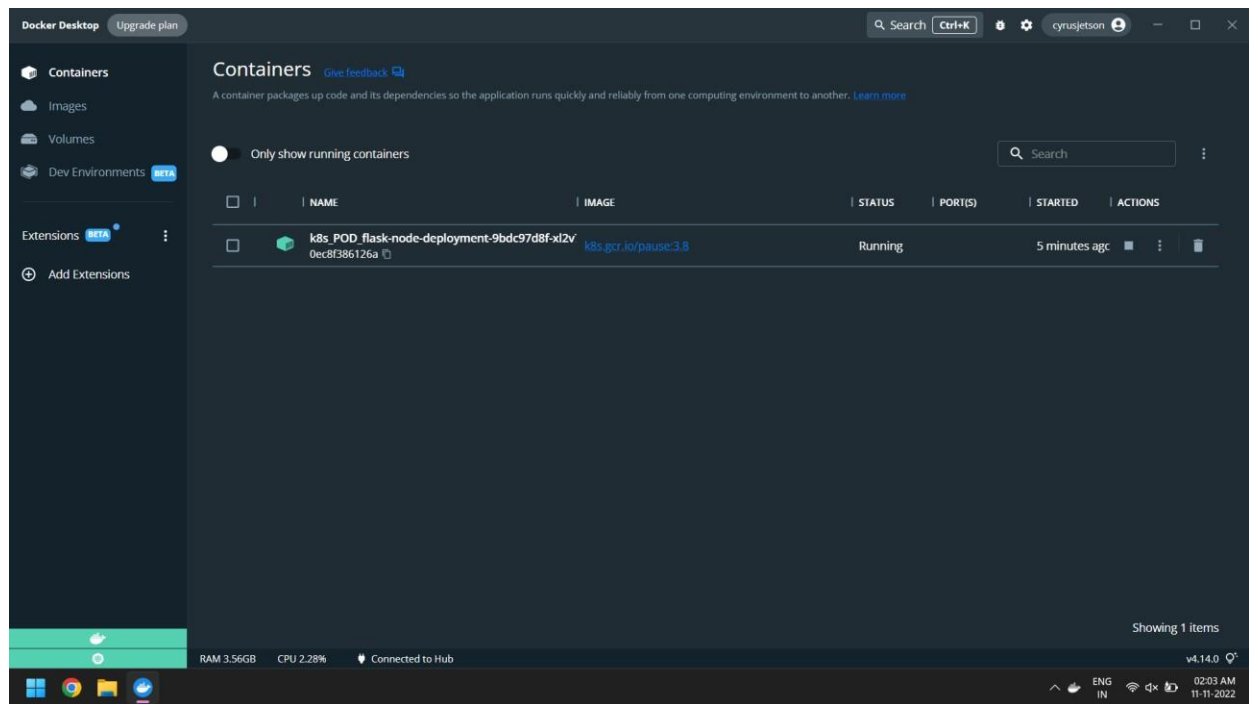 Docker Desktop Upgrade plan Search Ctrl+K cyrusjetson
Containers
Images
Volumes
Dev Environments BETA
Extensions BETA
Add Extensions
Containers Give feedback
A container packages up code and its dependencies so the application runs quickly and reliably from one computing environment to another. Learn more
Only show running containers Search
NAME IMAGE STATUS PORT(S) STARTED ACTIONS
k8s_POD_flask-node-deployment-9bdc97d8f-xl2v k8s.gcr.io/pause:3.8 Running 5 minutes agc
0ec8f386126a
Showing 1 items
RAM 3.56GB CPU 2.28% Connected to Hub v4.14.0
ENG 02:03 AM
IN 11-11-2022